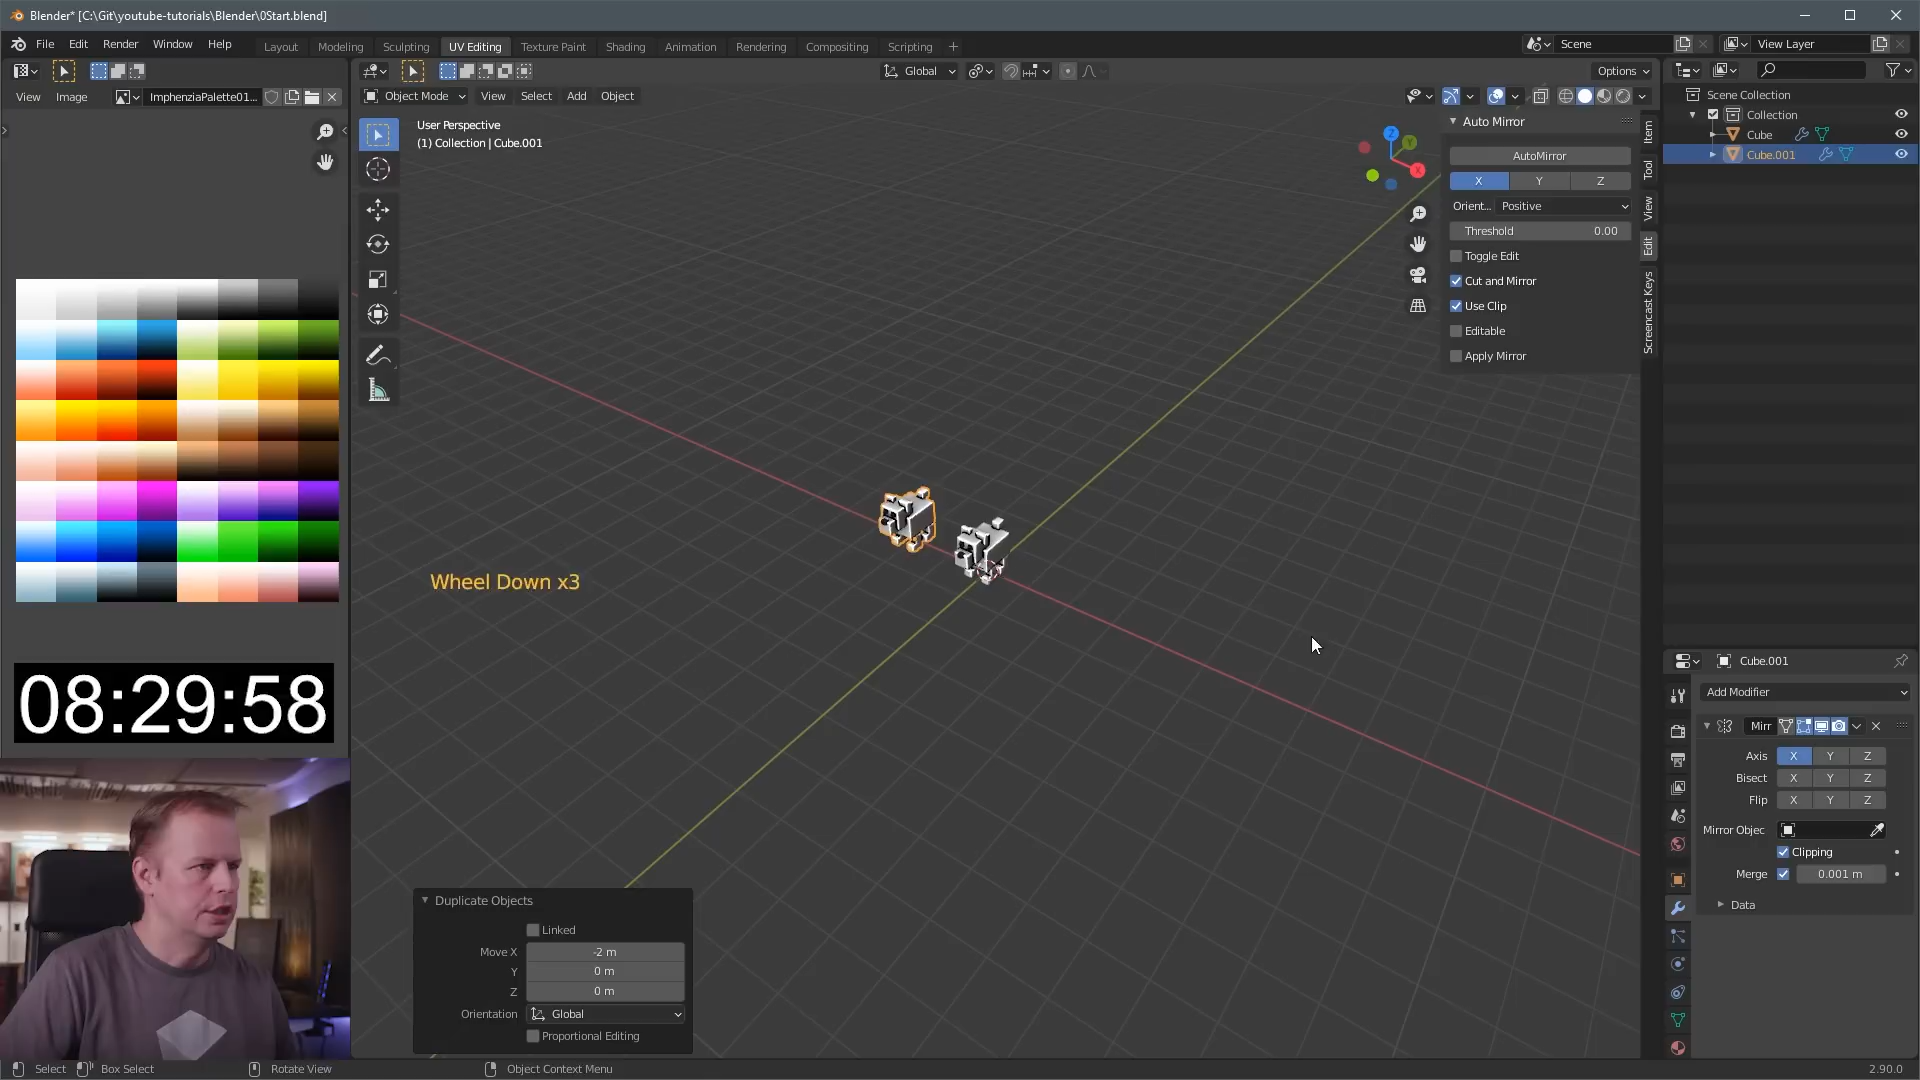 Blender* [C:\Git\youtube-tutorials\Blender\0Start.blend]
File Edit Render Window Help
Layout Modeling Sculpting UV Editing Texture Paint Shading Animation Rendering Compositing Scripting +
Scene
View Layer
Global
Options
View Image
ImphenziaPalette01...
Object Mode View Select Add Object
User Perspective
(1) Collection | Cube.001
Z
Y
X
Auto Mirror
AutoMirror
X Y Z
Orient... Positive
Threshold 0.00
Toggle Edit
Cut and Mirror
Use Clip
Editable
Apply Mirror
Item
Tool
View
Edit
Screencast Keys
Scene Collection
Collection
Cube
Cube.001
Wheel Down x3
08:29:58
Duplicate Objects
Linked
Move X -2 m
Y 0 m
Z 0 m
Orientation Global
Proportional Editing
Cube.001
Add Modifier
Mirr
Axis X Y Z
Bisect X Y Z
Flip X Y Z
Mirror Objec
Clipping
Merge 0.001 m
Data
Select Box Select Rotate View Object Context Menu 2.90.0